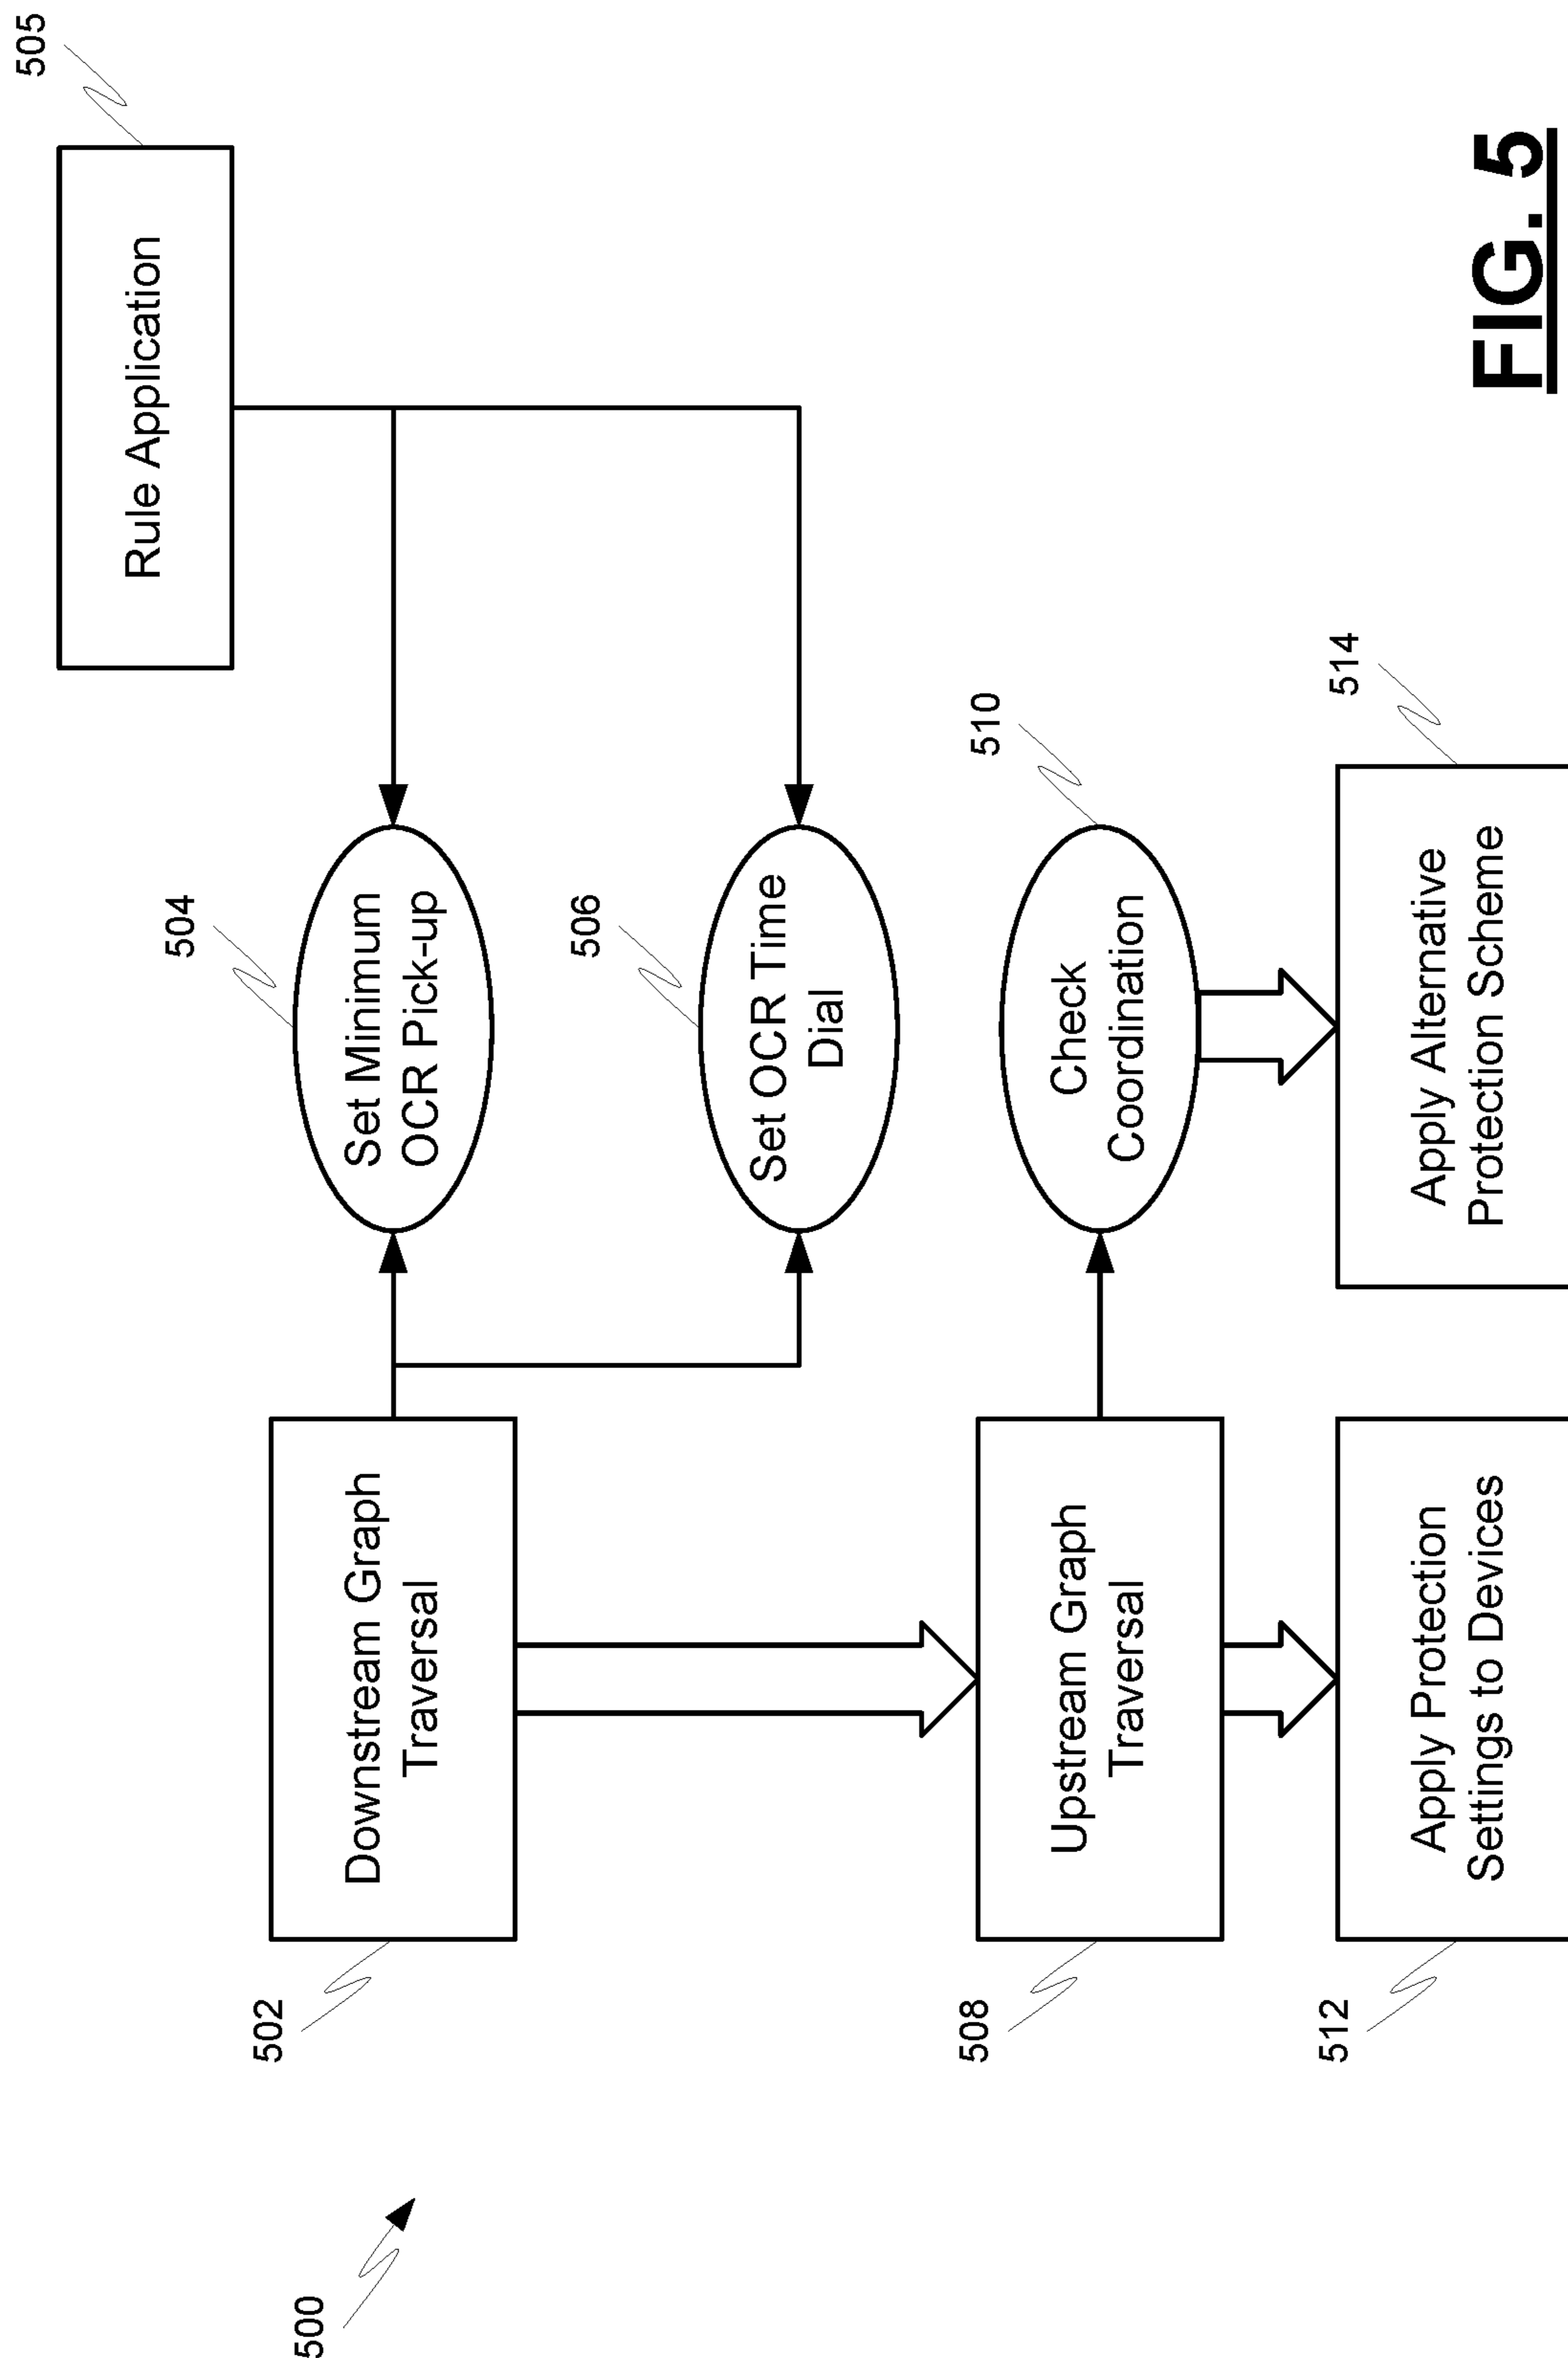 505
Rule Application
504
Set Minimum
OCR Pick-up
502
Downstream Graph
Traversal
506
Set OCR Time
Dial
510
Check
Coordination
508
Upstream Graph
Traversal
514
Apply Alternative
Protection Scheme
512
Apply Protection
Settings to Devices
500
FIG. 5